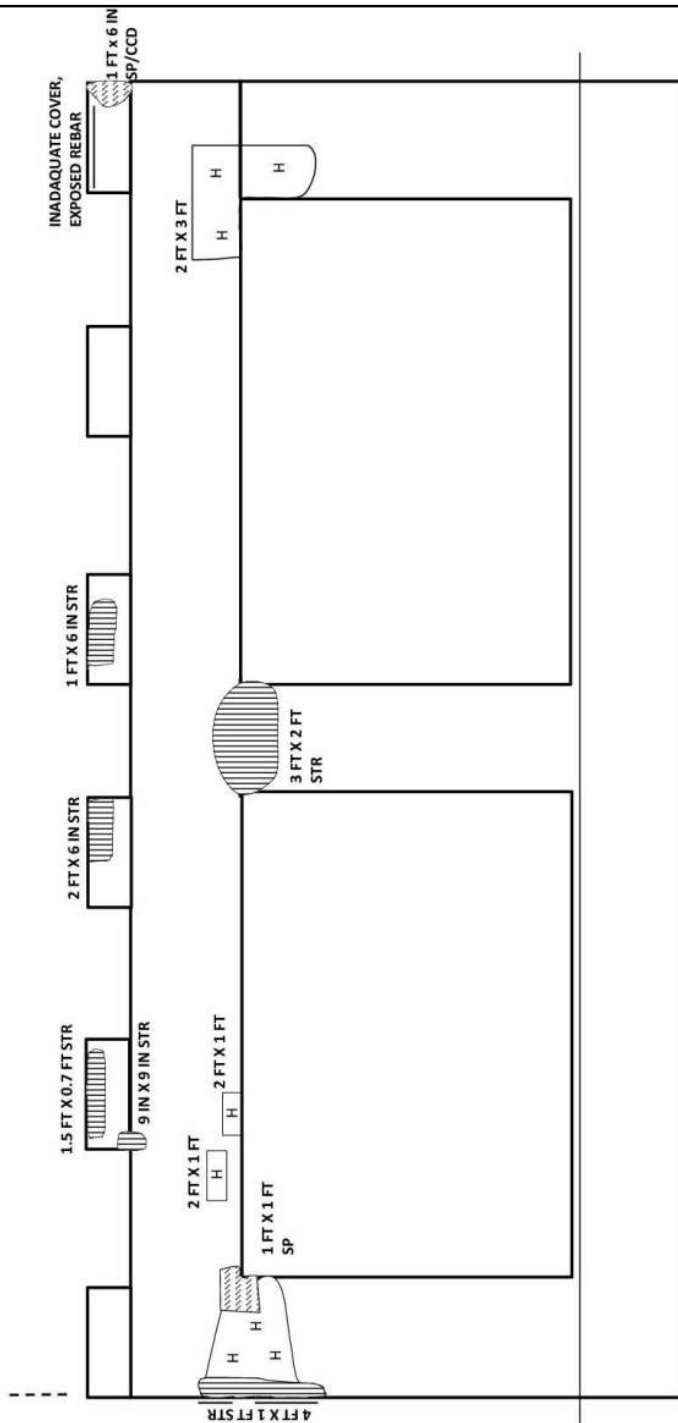 INADAQUATE COVER,
EXPOSED REBAR
1 FT x 6 IN
SP/CCD
1 FT X 6 IN STR
2 FT X 6 IN STR
1.5 FT X 0.7 FT STR
9 IN X 9 IN STR
2 FT X 3 FT
H
H
H
2 FT X 1 FT
H
2 FT X 1 FT
H
3 FT X 2 FT
STR
1 FT X 1 FT
SP
H
H
H
4 FT X 1 FT STR